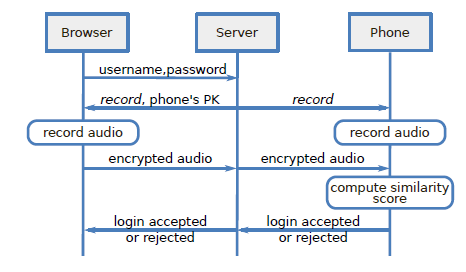 Browser Server Phone
username,password
record, phone's PK record
record audio record audio
encrypted audio encrypted audio
compute similarity
score
login accepted login accepted
or rejected or rejected